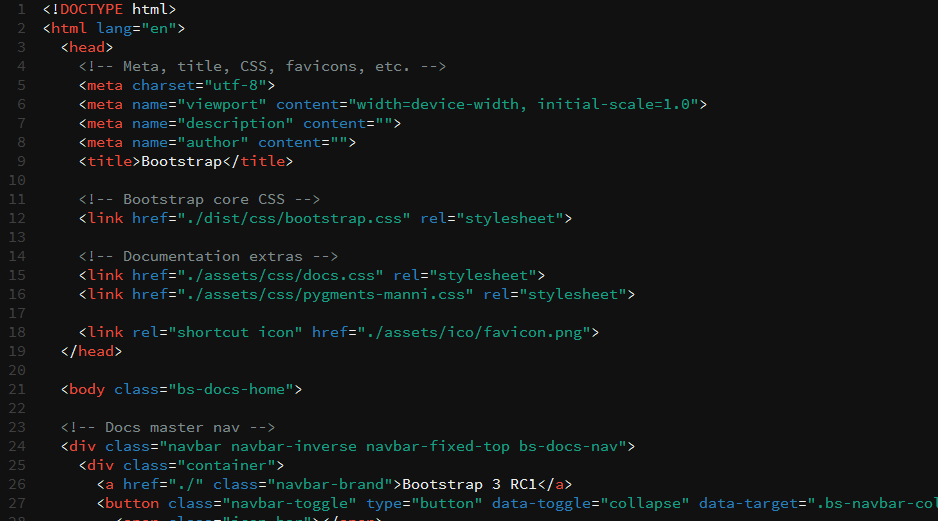 1 <!DOCTYPE html>
2 <html lang="en">
3   <head>
4     <!-- Meta, title, CSS, favicons, etc. -->
5     <meta charset="utf-8">
6     <meta name="viewport" content="width=device-width, initial-scale=1.0">
7     <meta name="description" content="">
8     <meta name="author" content="">
9     <title>Bootstrap</title>
10
11     <!-- Bootstrap core CSS -->
12     <link href="./dist/css/bootstrap.css" rel="stylesheet">
13
14     <!-- Documentation extras -->
15     <link href="./assets/css/docs.css" rel="stylesheet">
16     <link href="./assets/css/pygments-manni.css" rel="stylesheet">
17
18     <link rel="shortcut icon" href="./assets/ico/favicon.png">
19   </head>
20
21   <body class="bs-docs-home">
22
23   <!-- Docs master nav -->
24   <div class="navbar navbar-inverse navbar-fixed-top bs-docs-nav">
25     <div class="container">
26       <a href="./" class="navbar-brand">Bootstrap 3 RC1</a>
27       <button class="navbar-toggle" type="button" data-toggle="collapse" data-target=".bs-navbar-col